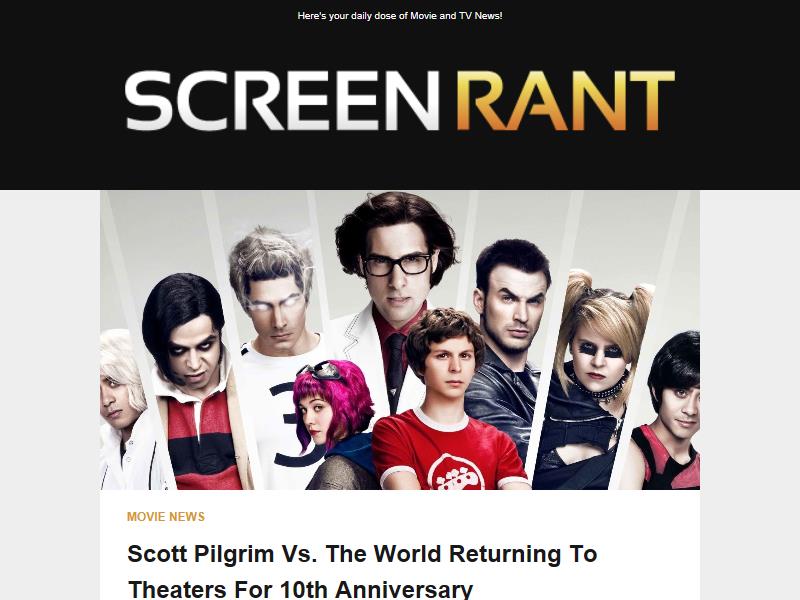 Here's your daily dose of Movie and TV News!
SCREEN RANT
3
MOVIE NEWS
Scott Pilgrim Vs. The World Returning To
Theaters For 10th Anniversary